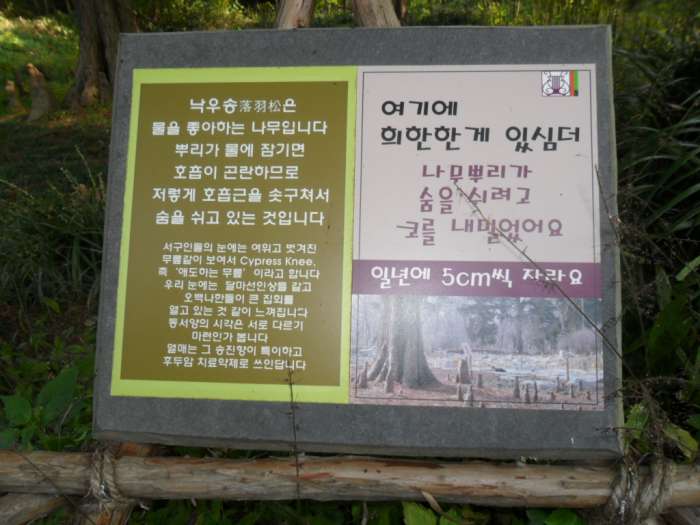 낙우송落羽松은
물을 좋아하는 나무입니다
뿌리가 물에 잠기면
호흡이 곤란하므로
저렇게 호흡근을 솟구쳐서
숨을 쉬고 있는 것입니다
서구인들의 눈에는 여위고 벗겨진
무릎같이 보여서 Cypress Knee.
즉 ‘애도하는 무릎’ 이라고 합니다
우리 눈에는 달마선인상을 갖고
오백나한들이 큰 집회를
열고 있는 것 같이 느껴집니다
동서양의 시각은 서로 다르기
마련인가 봅니다
열매는 그 송진향이 특이하고
후두암 치료약제로 쓰인답니다
여기에
희한한게 있심더
나무뿌리가
숨을 쉬려고
코를 내밀었어요
일년에 5cm씩 자라요